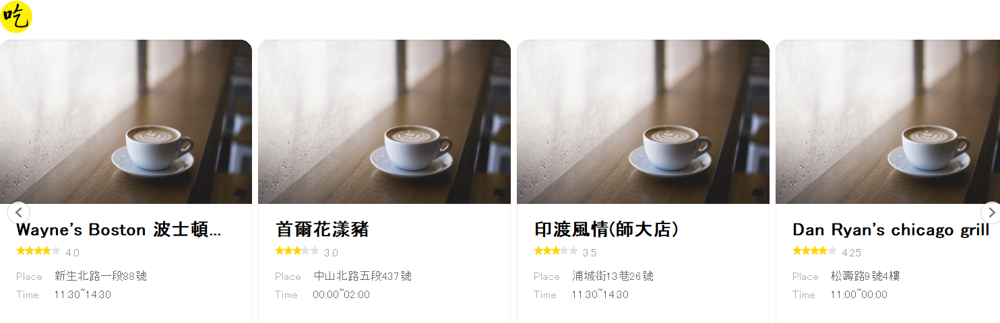 吃
Wayne's Boston 波士頓...
4.0
Place 新生北路一段88號
Time 11:30~14:30
首爾花漾豬
3.0
Place 中山北路五段437號
Time 00:00~02:00
印渡風情(師大店)
3.5
Place 浦城街13巷26號
Time 11:30~14:30
Dan Ryan's chicago grill
4.25
Place 松壽路9號4樓
Time 11:00~00:00